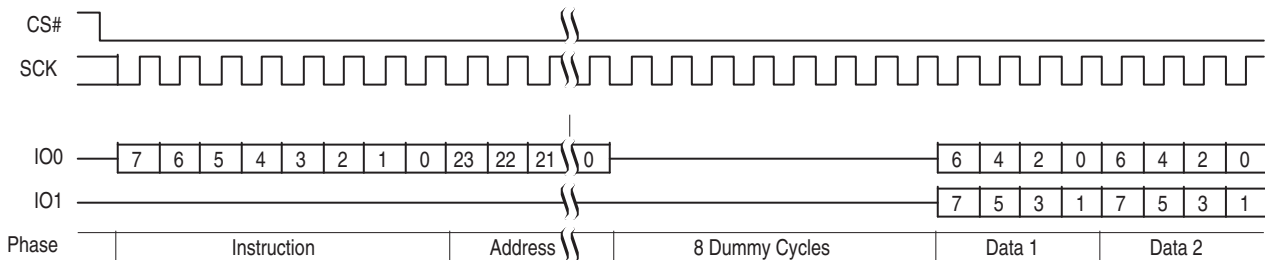 CS#
SCK
IO0 7 6 5 4 3 2 1 0 23 22 21 0 6 4 2 0 6 4 2 0
IO1 7 5 3 1 7 5 3 1
Phase Instruction Address 8 Dummy Cycles Data 1 Data 2